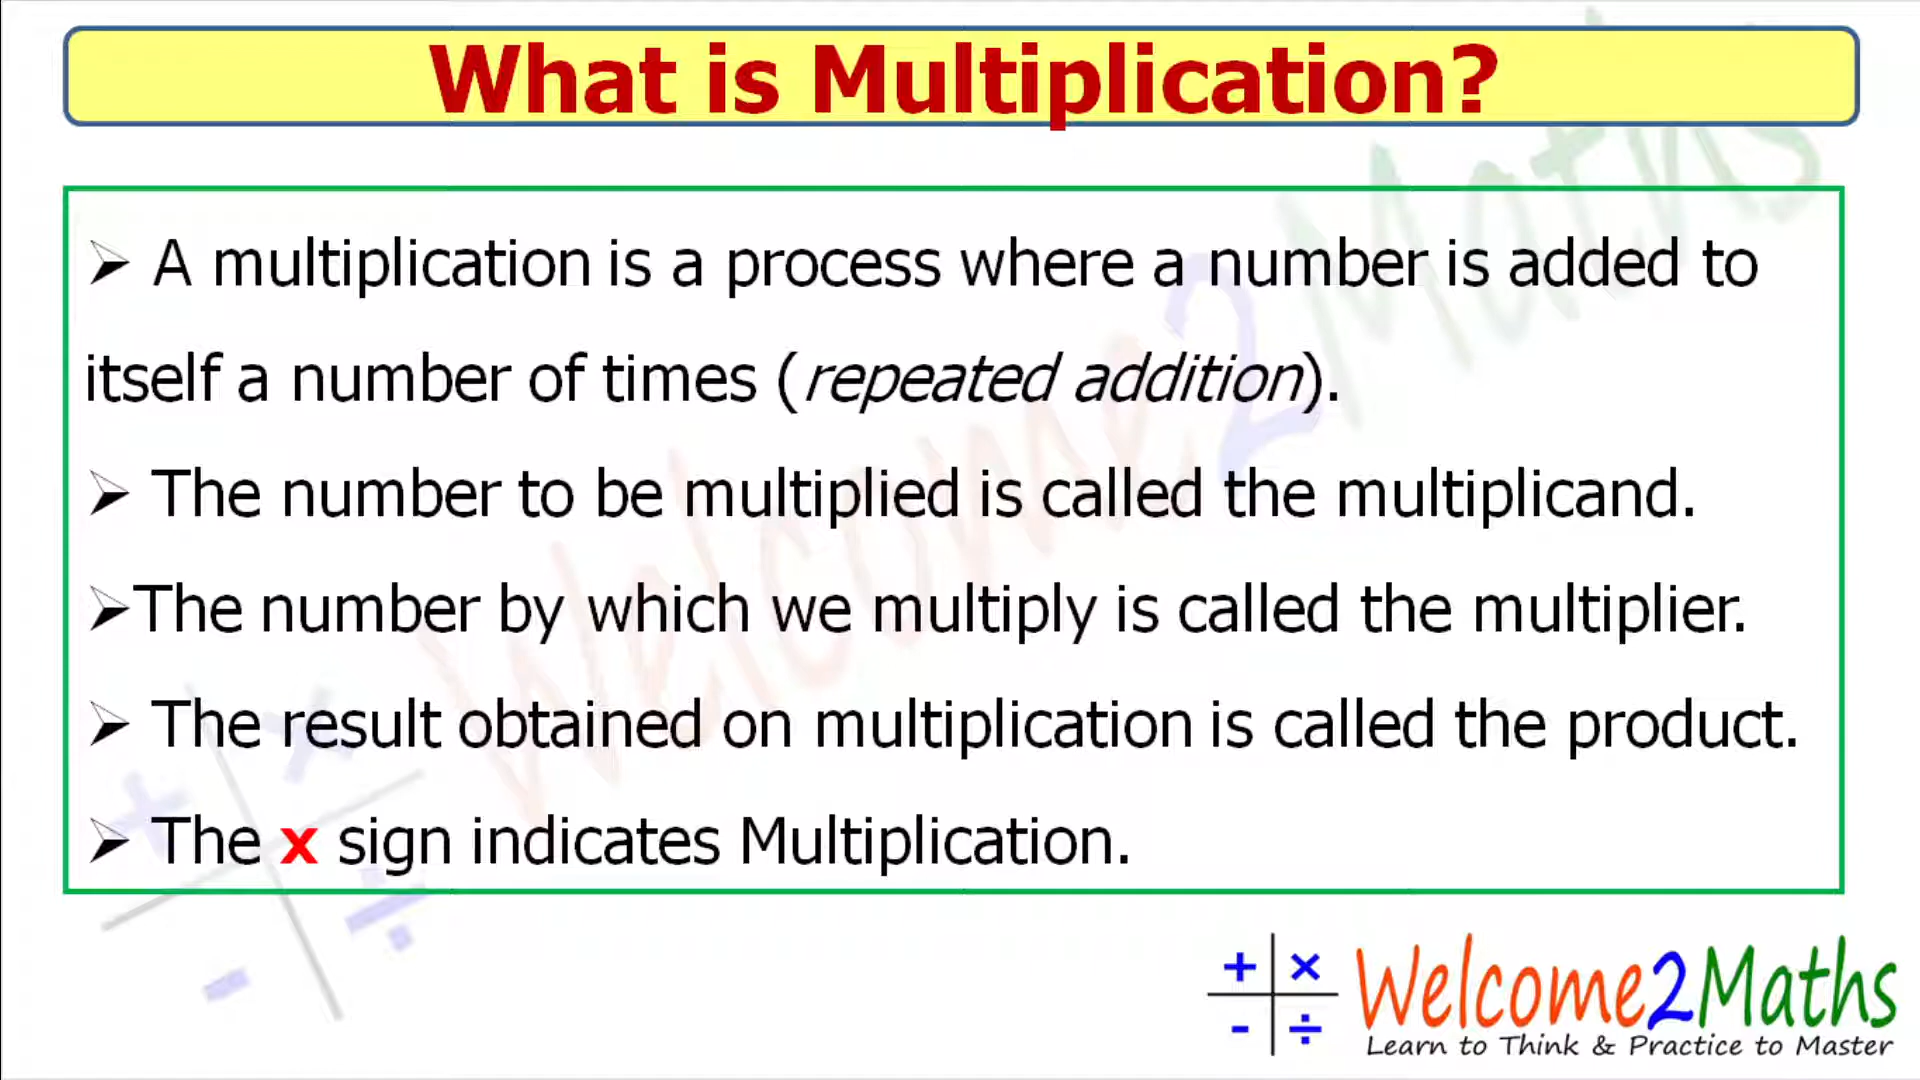 What is Multiplication?
➢ A multiplication is a process where a number is added to
itself a number of times (repeated addition).
➢ The number to be multiplied is called the multiplicand.
➢The number by which we multiply is called the multiplier.
➢ The result obtained on multiplication is called the product.
➢ The x sign indicates Multiplication.
Welcome2Maths
+ ×
- ÷
Welcome2Maths
Learn to Think & Practice to Master